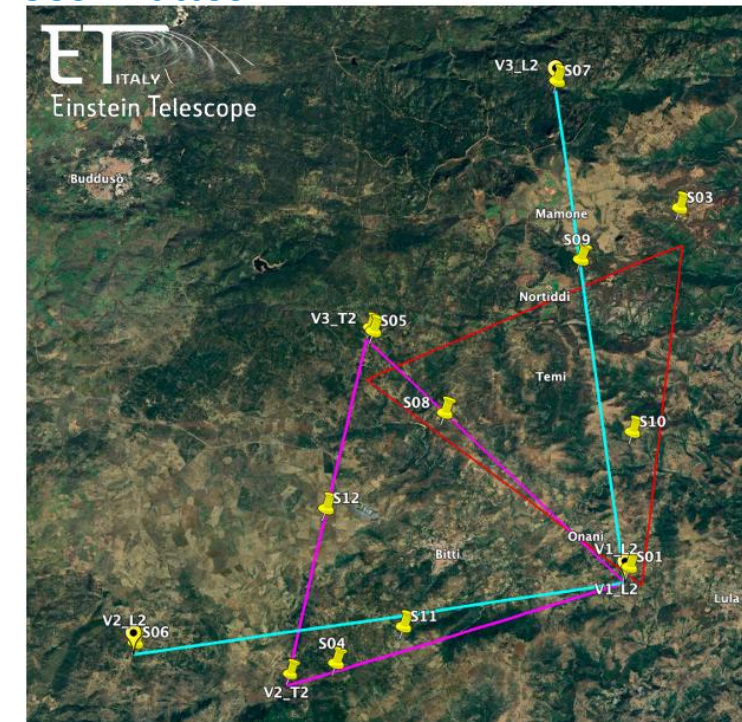 ET
ITALY
Einstein Telescope
V3_L2
S07
Buddusò
S03
Mamone
S09
Nortiddi
V3_T2
S05
Temi
S08
S10
S12
Onani
Bitti
V1_L2
S01
V1_L2
Lula
V2_L2
S06
S11
S04
V2_T2